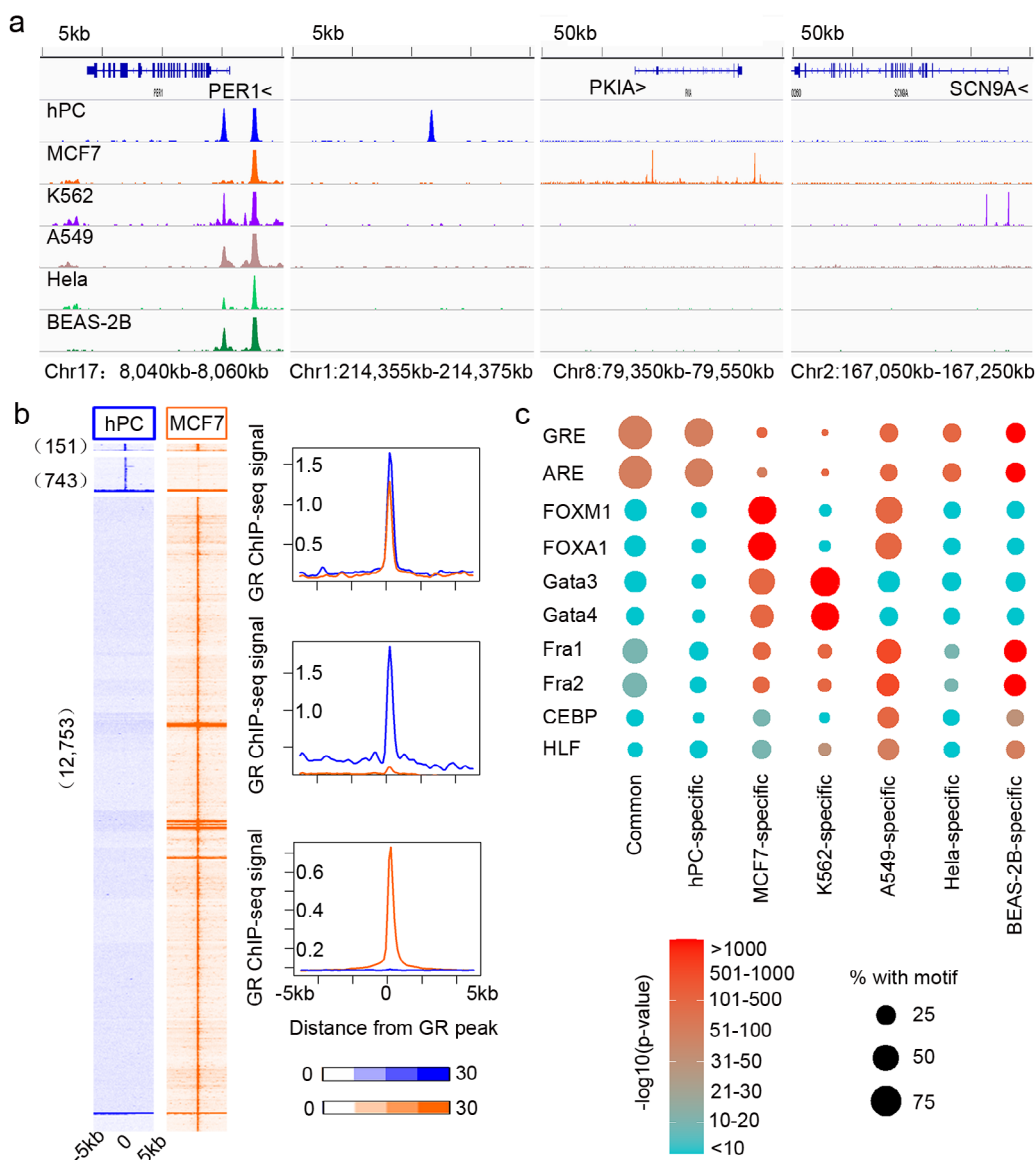 a
5kb 5kb 50kb 50kb
PER1 PER1< PKIA> SCN9A SCN9A<
hPC
MCF7
K562
A549
Hela
BEAS-2B
Chr17: 8,040kb-8,060kb Chr1:214,355kb-214,375kb Chr8:79,350kb-79,550kb Chr2:167,050kb-167,250kb
b
hPC MCF7
(151)
(743)
(12,753)
-5kb 0 5kb
GR ChIP-seq signal
1.5
1.0
0.5
GR ChIP-seq signal
1.5
1.0
GR ChIP-seq signal
0.6
0.4
0.2
-5kb 0 5kb
Distance from GR peak
0 30
0 30
c
GRE
ARE
FOXM1
FOXA1
Gata3
Gata4
Fra1
Fra2
CEBP
HLF
Common
hPC-specific
MCF7-specific
K562-specific
A549-specific
Hela-specific
BEAS-2B-specific
-log10(p-value)
>1000
501-1000
101-500
51-100
31-50
21-30
10-20
<10
% with motif
25
50
75